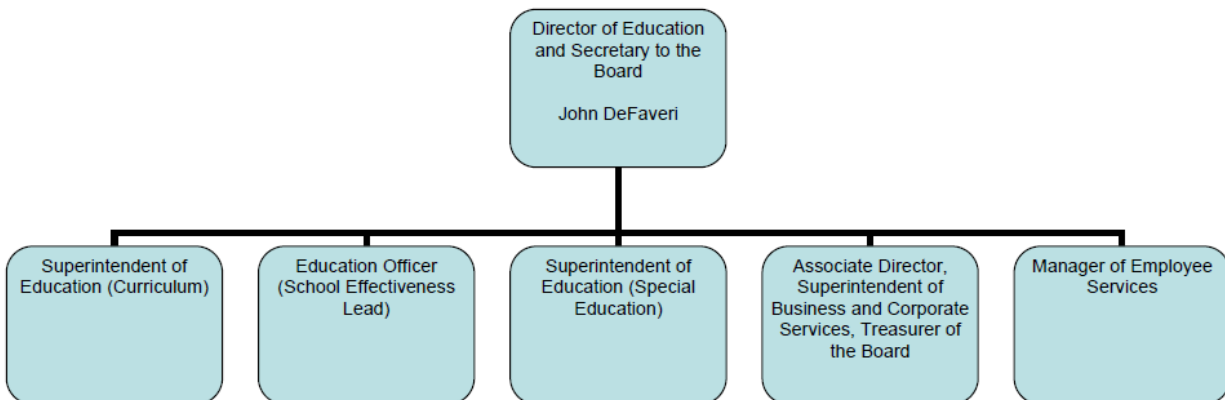 Director of Education
and Secretary to the
Board
John DeFaveri
Superintendent of
Education (Curriculum)
Education Officer
(School Effectiveness
Lead)
Superintendent of
Education (Special
Education)
Associate Director,
Superintendent of
Business and Corporate
Services, Treasurer of
the Board
Manager of Employee
Services